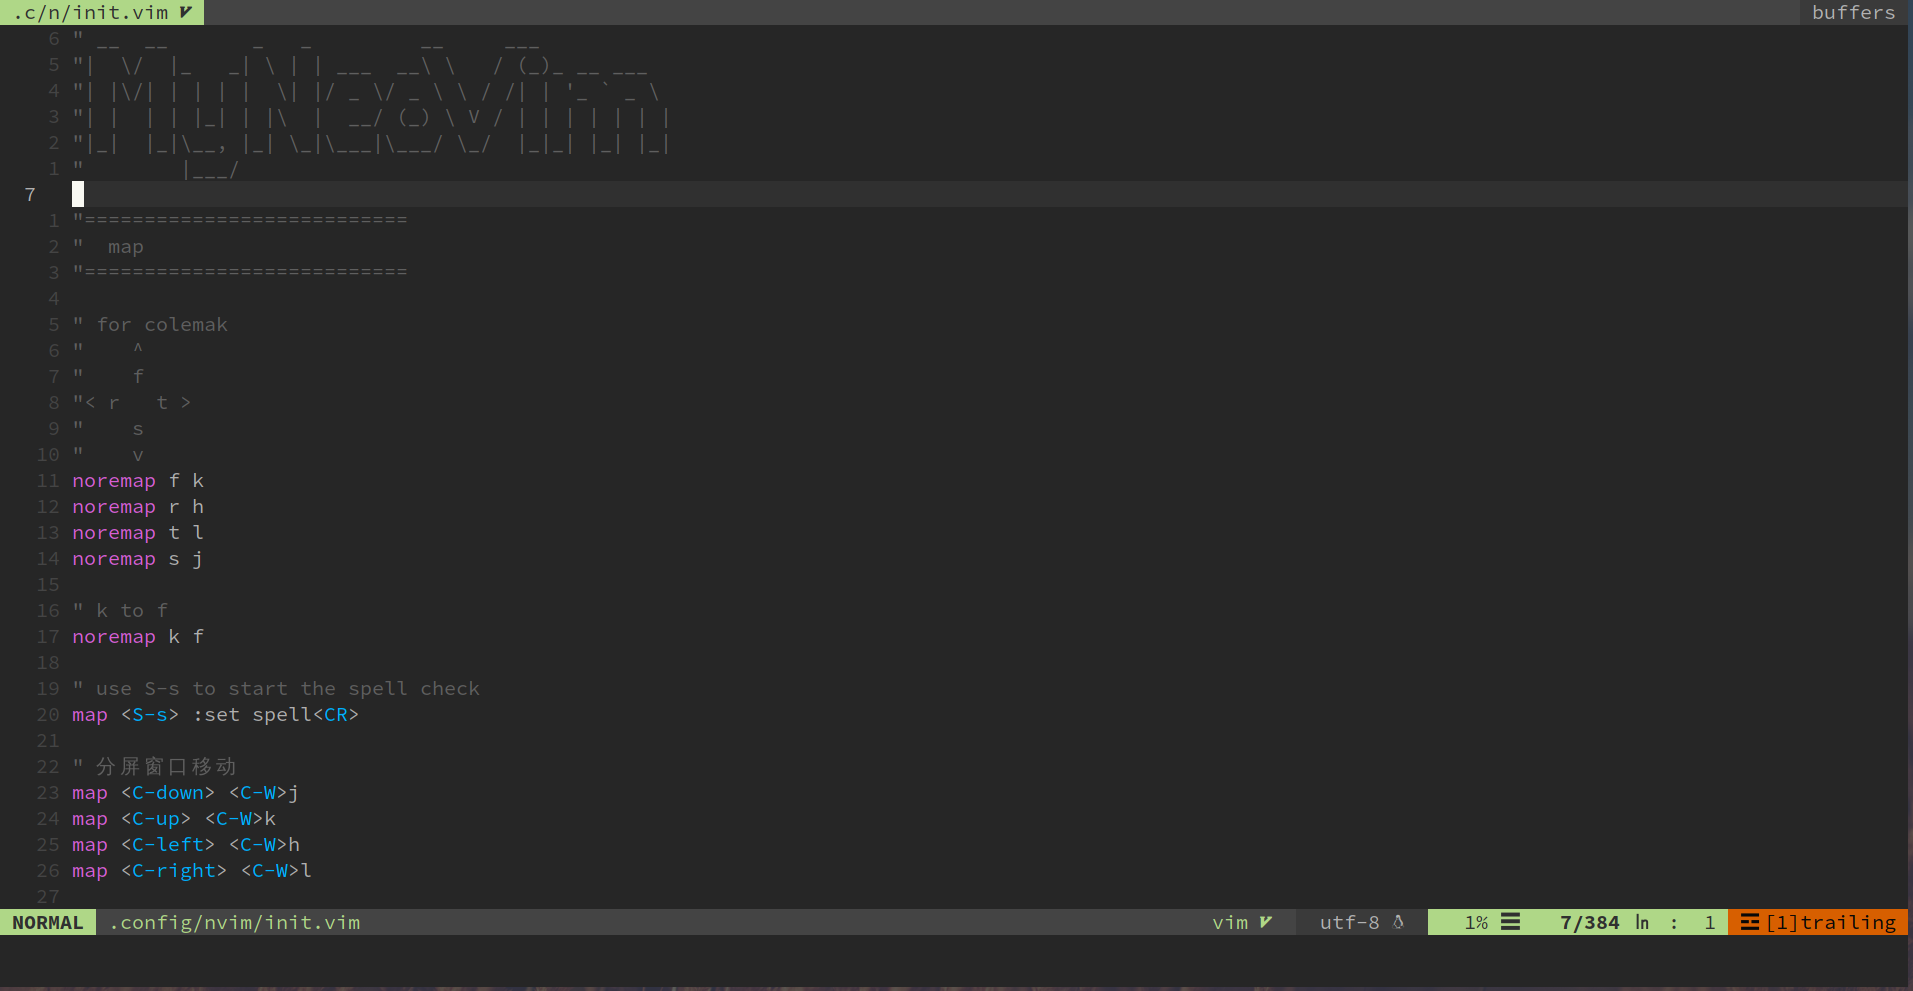 .c/n/init.vim buffers
6 " __  __       _   _         __     ___
5 "|  \/  |_   _| \ | | ___  __\ \   / (_)_ __ ___
4 "| |\/| | | | |  \| |/ _ \/ _ \ \ / /| | '_ ` _ \
3 "| |  | | |_| | |\  |  __/ (_) \ V / | | | | | | |
2 "|_|  |_|\__, |_| \_|\___|\___/ \_/  |_|_| |_| |_|
1 "        |___/
7
1 "===========================
2 "  map
3 "===========================
4
5 " for colemak
6 "    ^
7 "    f
8 "< r   t >
9 "    s
10 "    v
11 noremap f k
12 noremap r h
13 noremap t l
14 noremap s j
15
16 " k to f
17 noremap k f
18
19 " use S-s to start the spell check
20 map <S-s> :set spell<CR>
21
22 " 分屏窗口移动
23 map <C-down> <C-W>j
24 map <C-up> <C-W>k
25 map <C-left> <C-W>h
26 map <C-right> <C-W>l
27
NORMAL .config/nvim/init.vim vim utf-8 1% ☰ 7/384 ln : 1 ☲[1]trailing